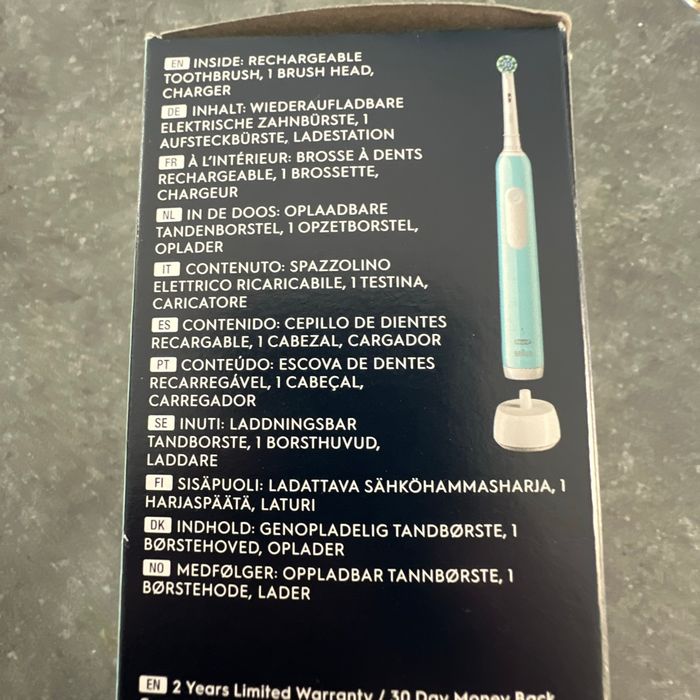 EN INSIDE: RECHARGEABLE
TOOTHBRUSH, 1 BRUSH HEAD,
CHARGER
DE INHALT: WIEDERAUFLADBARE
ELEKTRISCHE ZAHNBÜRSTE, 1
AUFSTECKBÜRSTE, LADESTATION
FR À L'INTÉRIEUR: BROSSE À DENTS
RECHARGEABLE, 1 BROSSETTE,
CHARGEUR
NL IN DE DOOS: OPLAADBARE
TANDENBORSTEL, 1 OPZETBORSTEL,
OPLADER
IT CONTENUTO: SPAZZOLINO
ELETTRICO RICARICABILE, 1 TESTINA,
CARICATORE
ES CONTENIDO: CEPILLO DE DIENTES
RECARGABLE, 1 CABEZAL, CARGADOR
PT CONTEÚDO: ESCOVA DE DENTES
RECARREGÁVEL, 1 CABEÇAL,
CARREGADOR
SE INUTI: LADDNINGSBAR
TANDBORSTE, 1 BORSTHUVUD,
LADDARE
FI SISÄPUOLI: LADATTAVA SÄHKÖHAMMASHARJA, 1
HARJASPÄÄTÄ, LATURI
DK INDHOLD: GENOPLADELIG TANDBØRSTE, 1
BØRSTEHOVED, OPLADER
NO MEDFØLGER: OPPLADBAR TANNBØRSTE, 1
BØRSTEHODE, LADER
EN 2 Years Limited Warranty / 30 Day Money Back